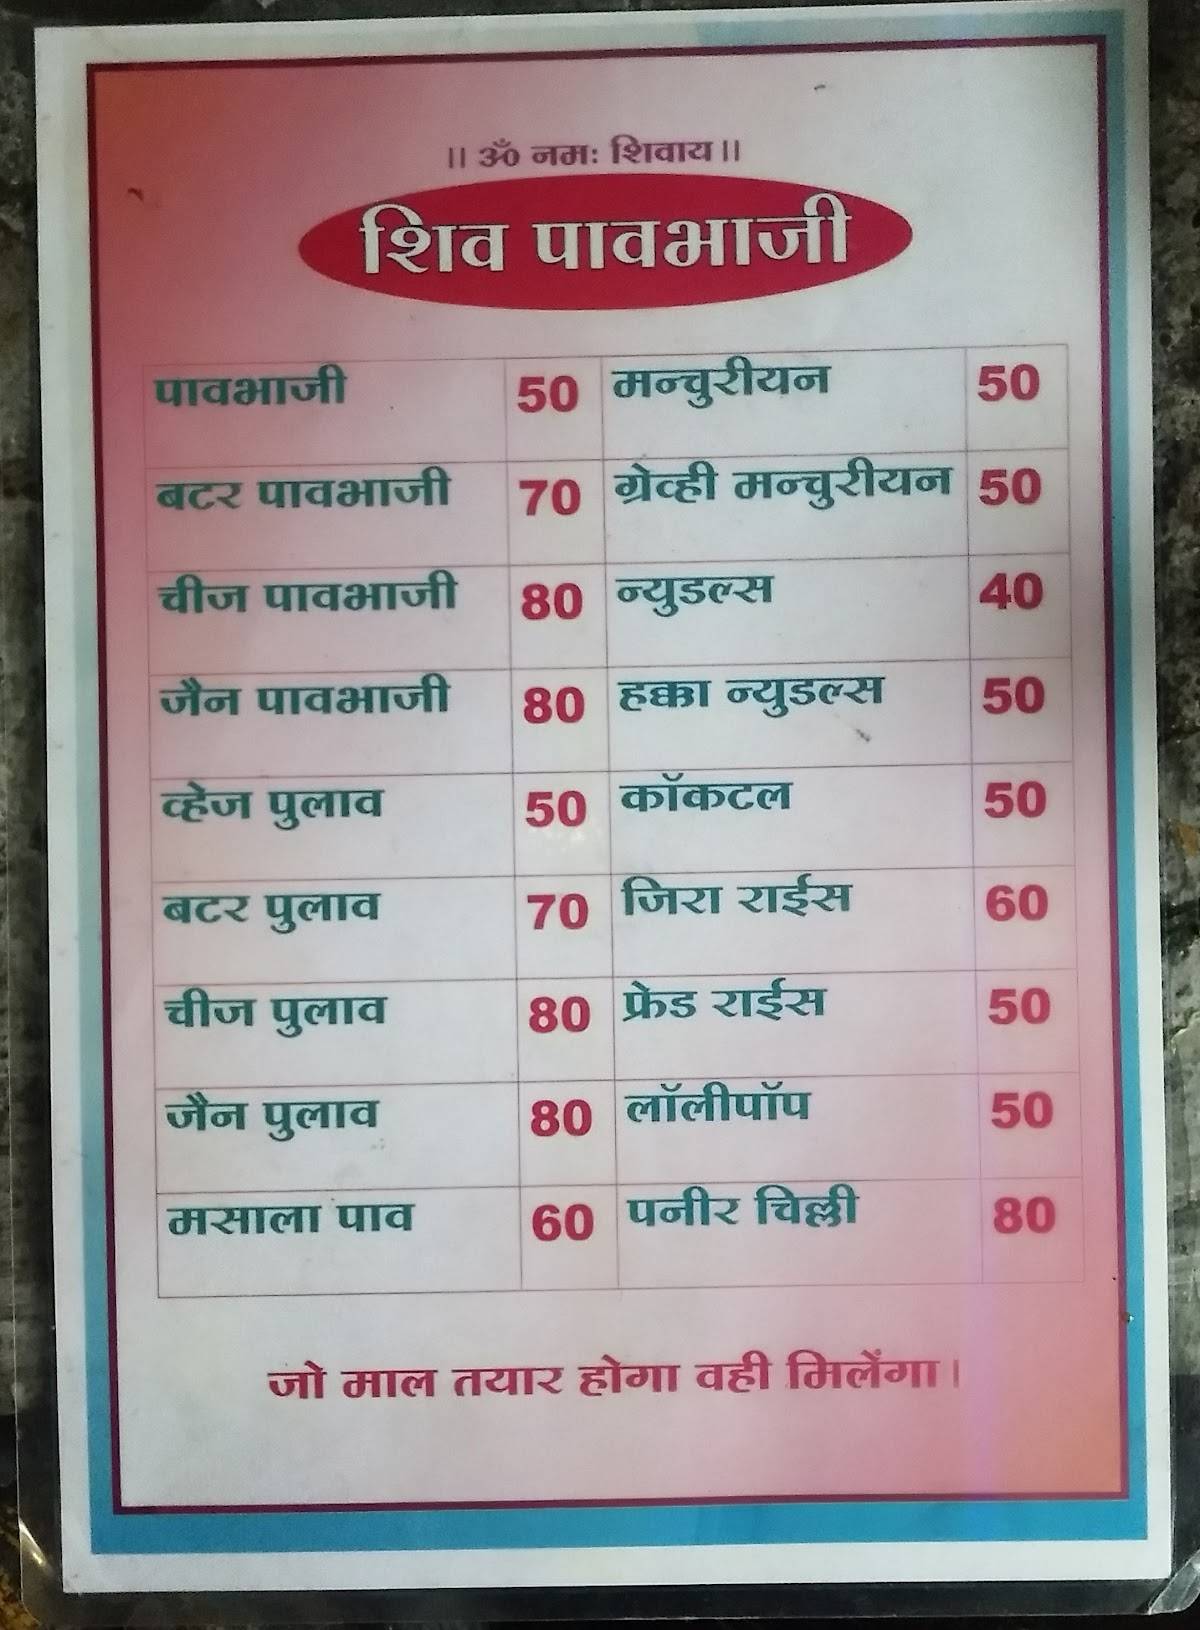 ।। ॐ नमः शिवाय।।
शिव पावभाजी
पावभाजी 50 मन्चुरीयन 50
बटर पावभाजी 70 ग्रेव्ही मन्चुरीयन 50
चीज पावभाजी 80 न्युडल्स 40
जैन पावभाजी 80 हक्का न्युडल्स 50
व्हेज पुलाव 50 कॉकटल 50
बटर पुलाव 70 जिरा राईस 60
चीज पुलाव 80 फ्रेड राईस 50
जैन पुलाव 80 लॉलीपॉप 50
मसाला पाव 60 पनीर चिल्ली 80
जो माल तयार होगा वही मिलेंगा।